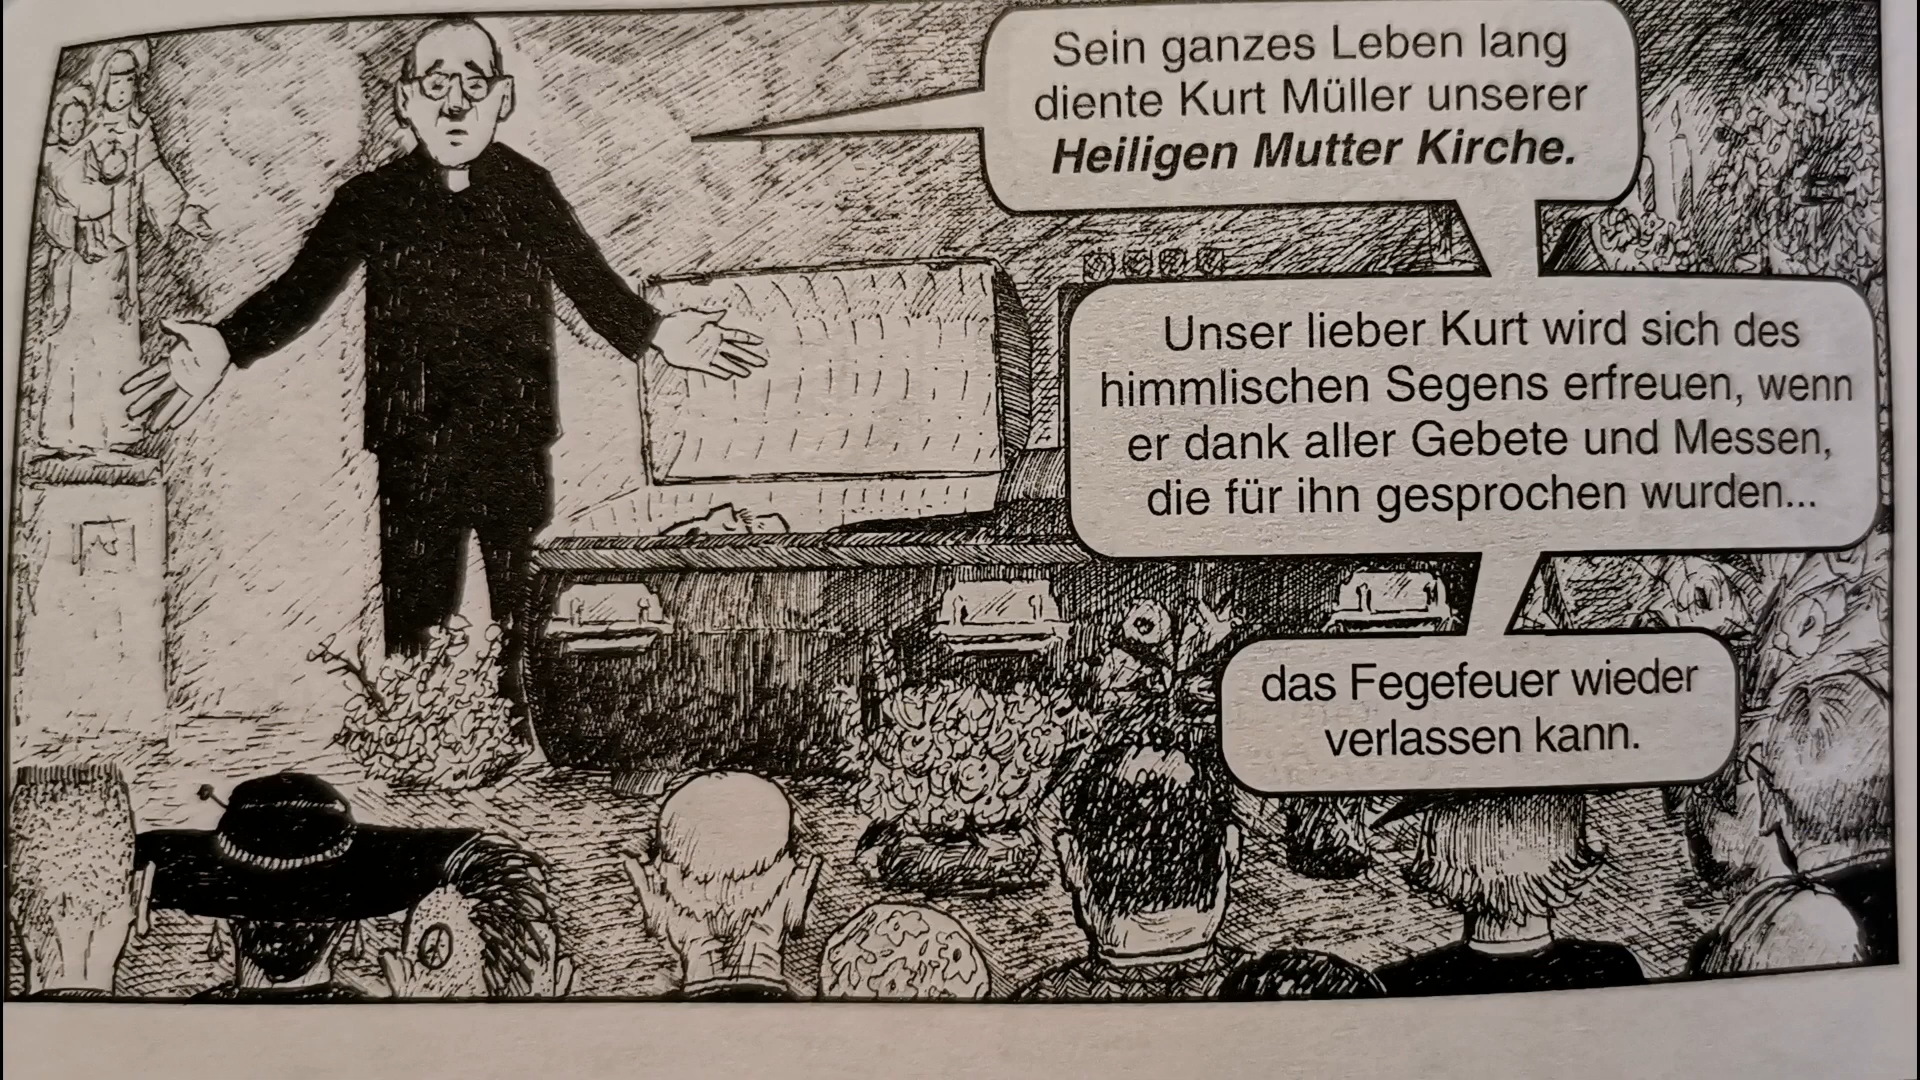 Sein ganzes Leben lang
diente Kurt Müller unserer
Heiligen Mutter Kirche.
Unser lieber Kurt wird sich des
himmlischen Segens erfreuen, wenn
er dank aller Gebete und Messen,
die für ihn gesprochen wurden...
das Fegefeuer wieder
verlassen kann.